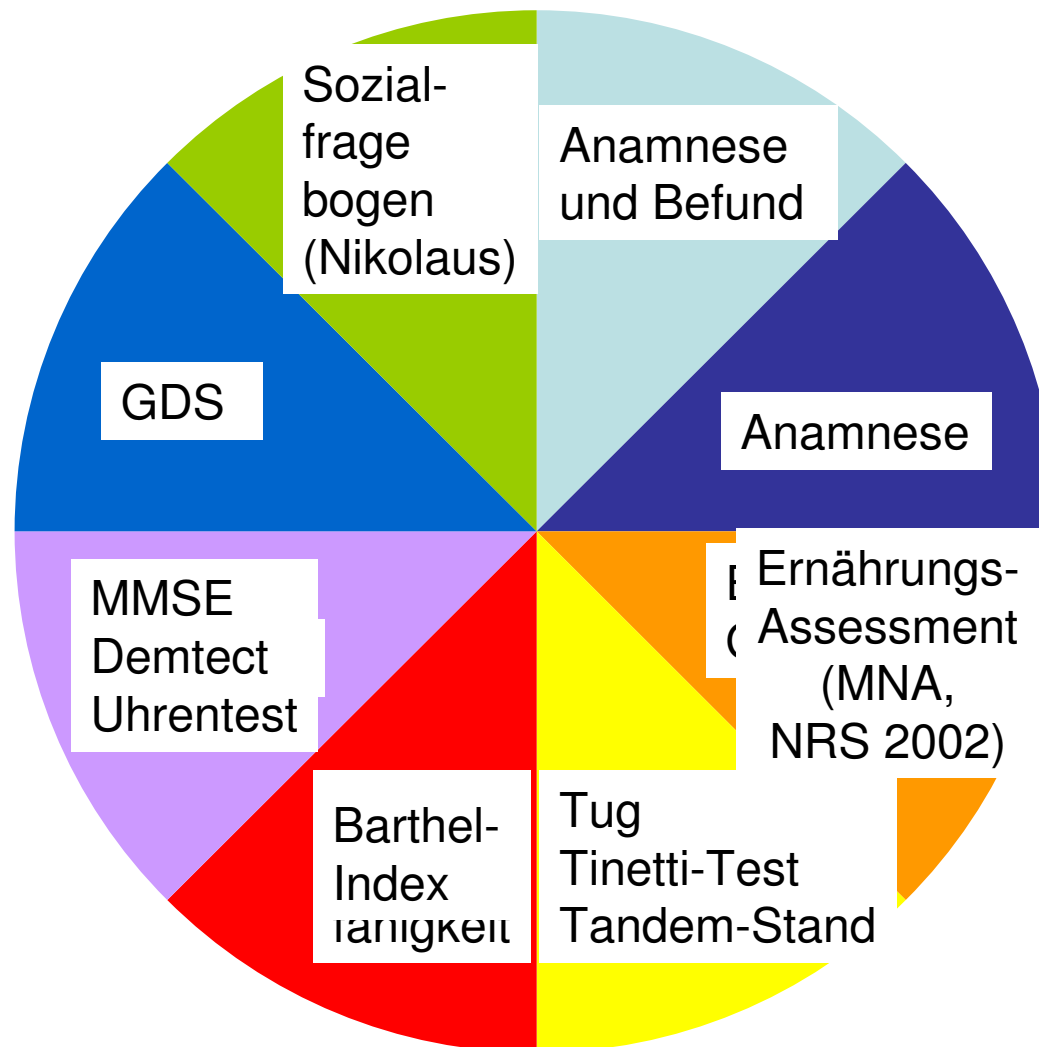 Sozial-
frage
bogen
(Nikolaus)
Anamnese
und Befund
GDS
Anamnese
MMSE
Demtect
Uhrentest
Ernährungs-
Assessment
(MNA,
NRS 2002)
Barthel-
Index
Tug
Tinetti-Test
Tandem-Stand